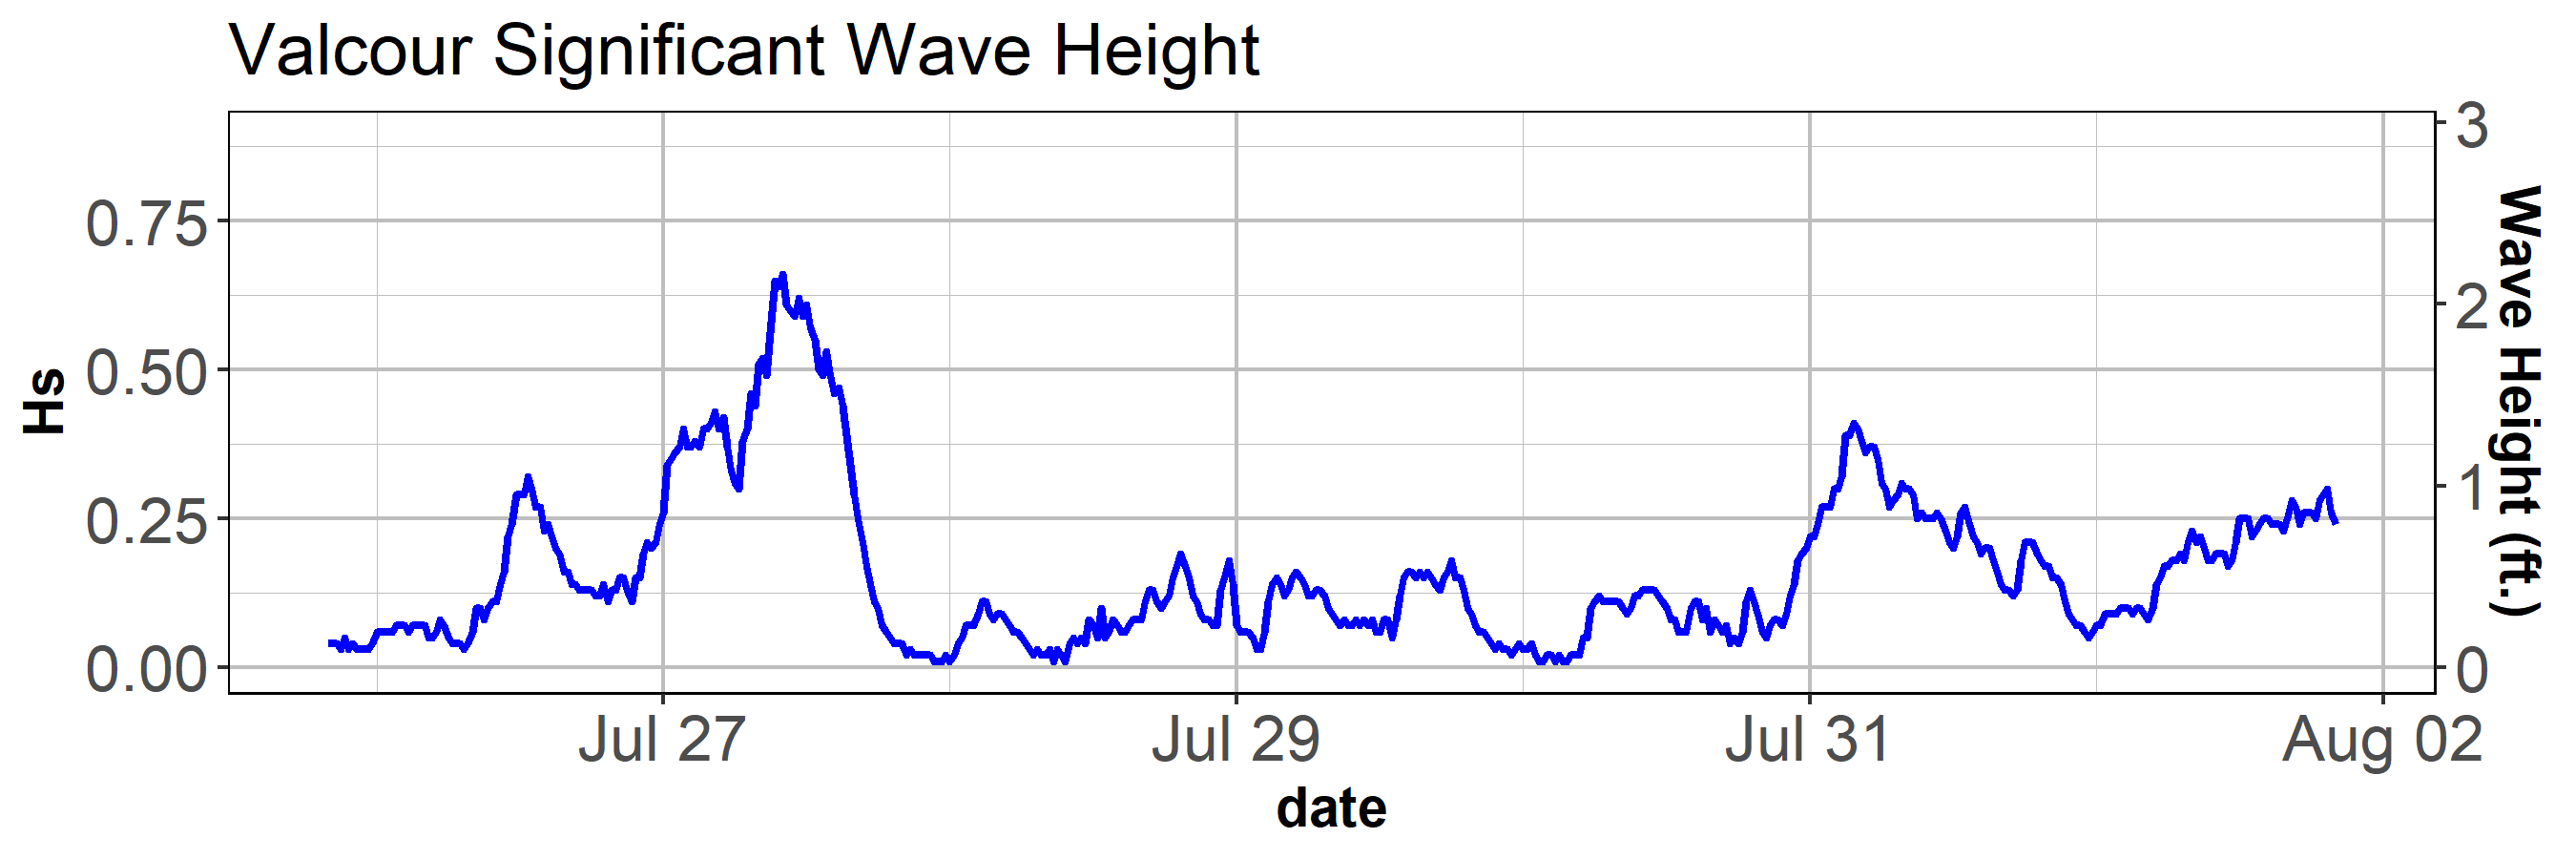 Valcour Significant Wave Height
Hs
0.75
0.50
0.25
0.00
3
2
1
0
Wave Height (ft.)
Jul 27
Jul 29
Jul 31
Aug 02
date